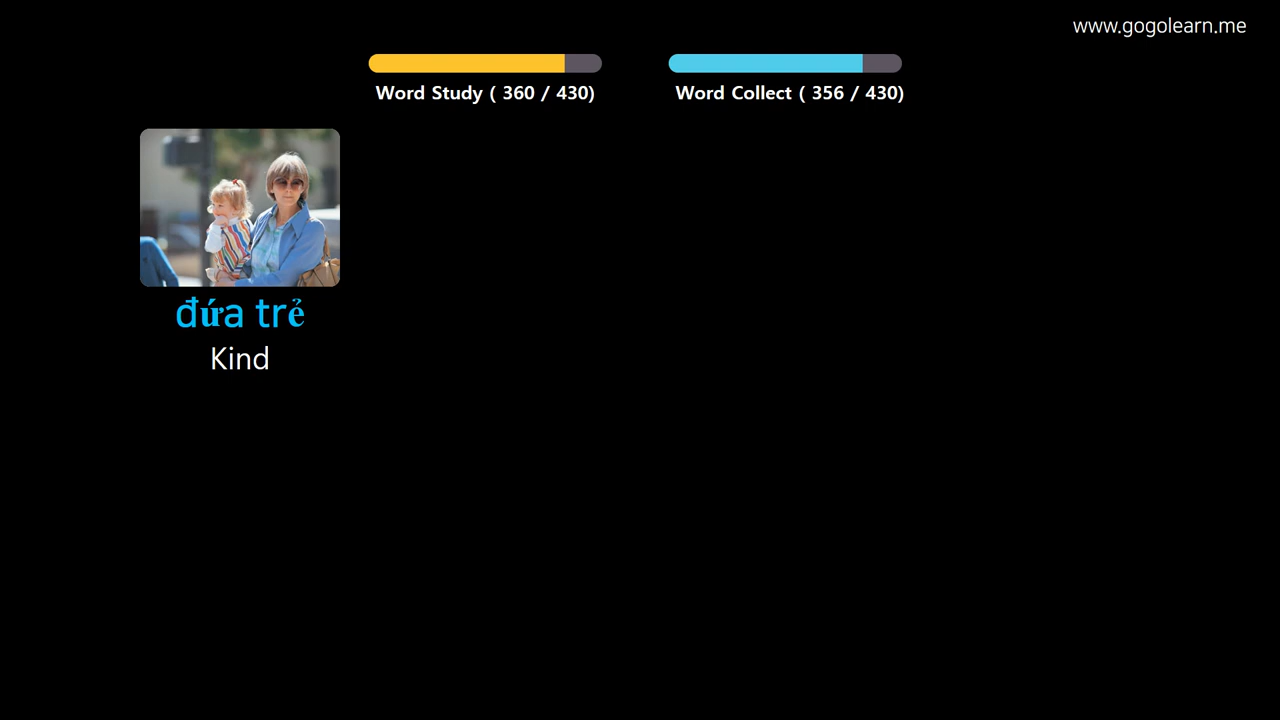 www.gogolearn.me
Word Study ( 360 / 430)
Word Collect ( 356 / 430)
đứa trẻ
Kind